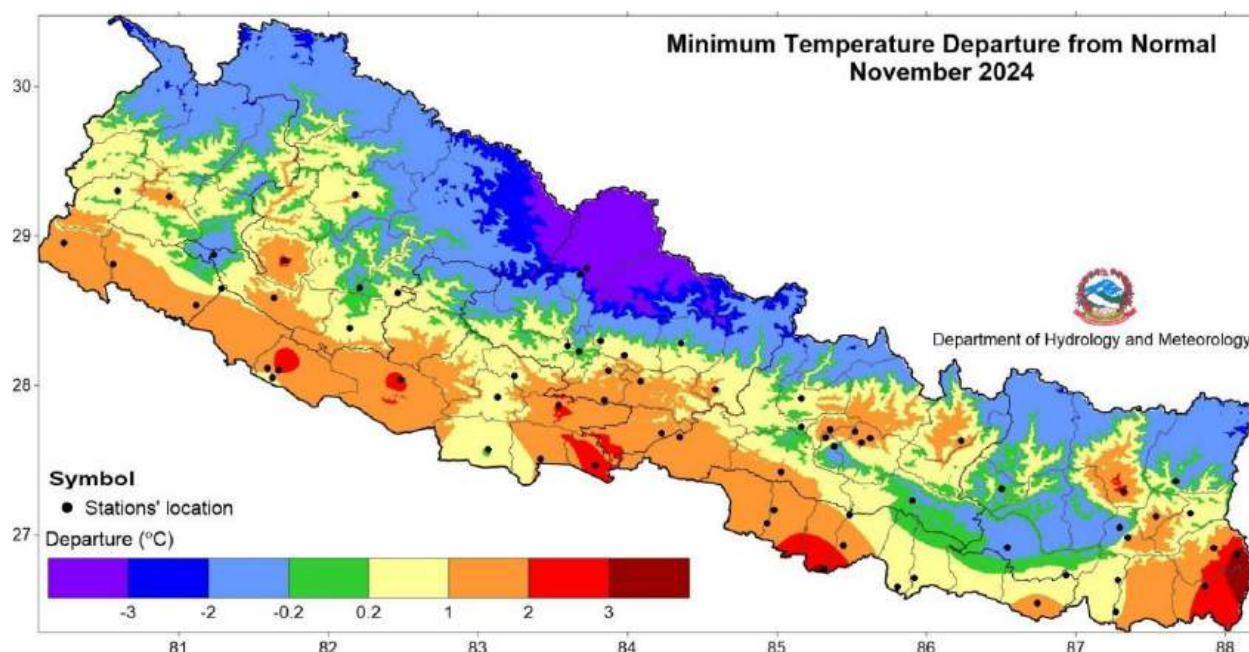 Minimum Temperature Departure from Normal
November 2024
30
29
28
27
Department of Hydrology and Meteorology
Symbol
Stations' location
Departure (°C)
-3 -2 -0.2 0.2 1 2 3
81 82 83 84 85 86 87 88